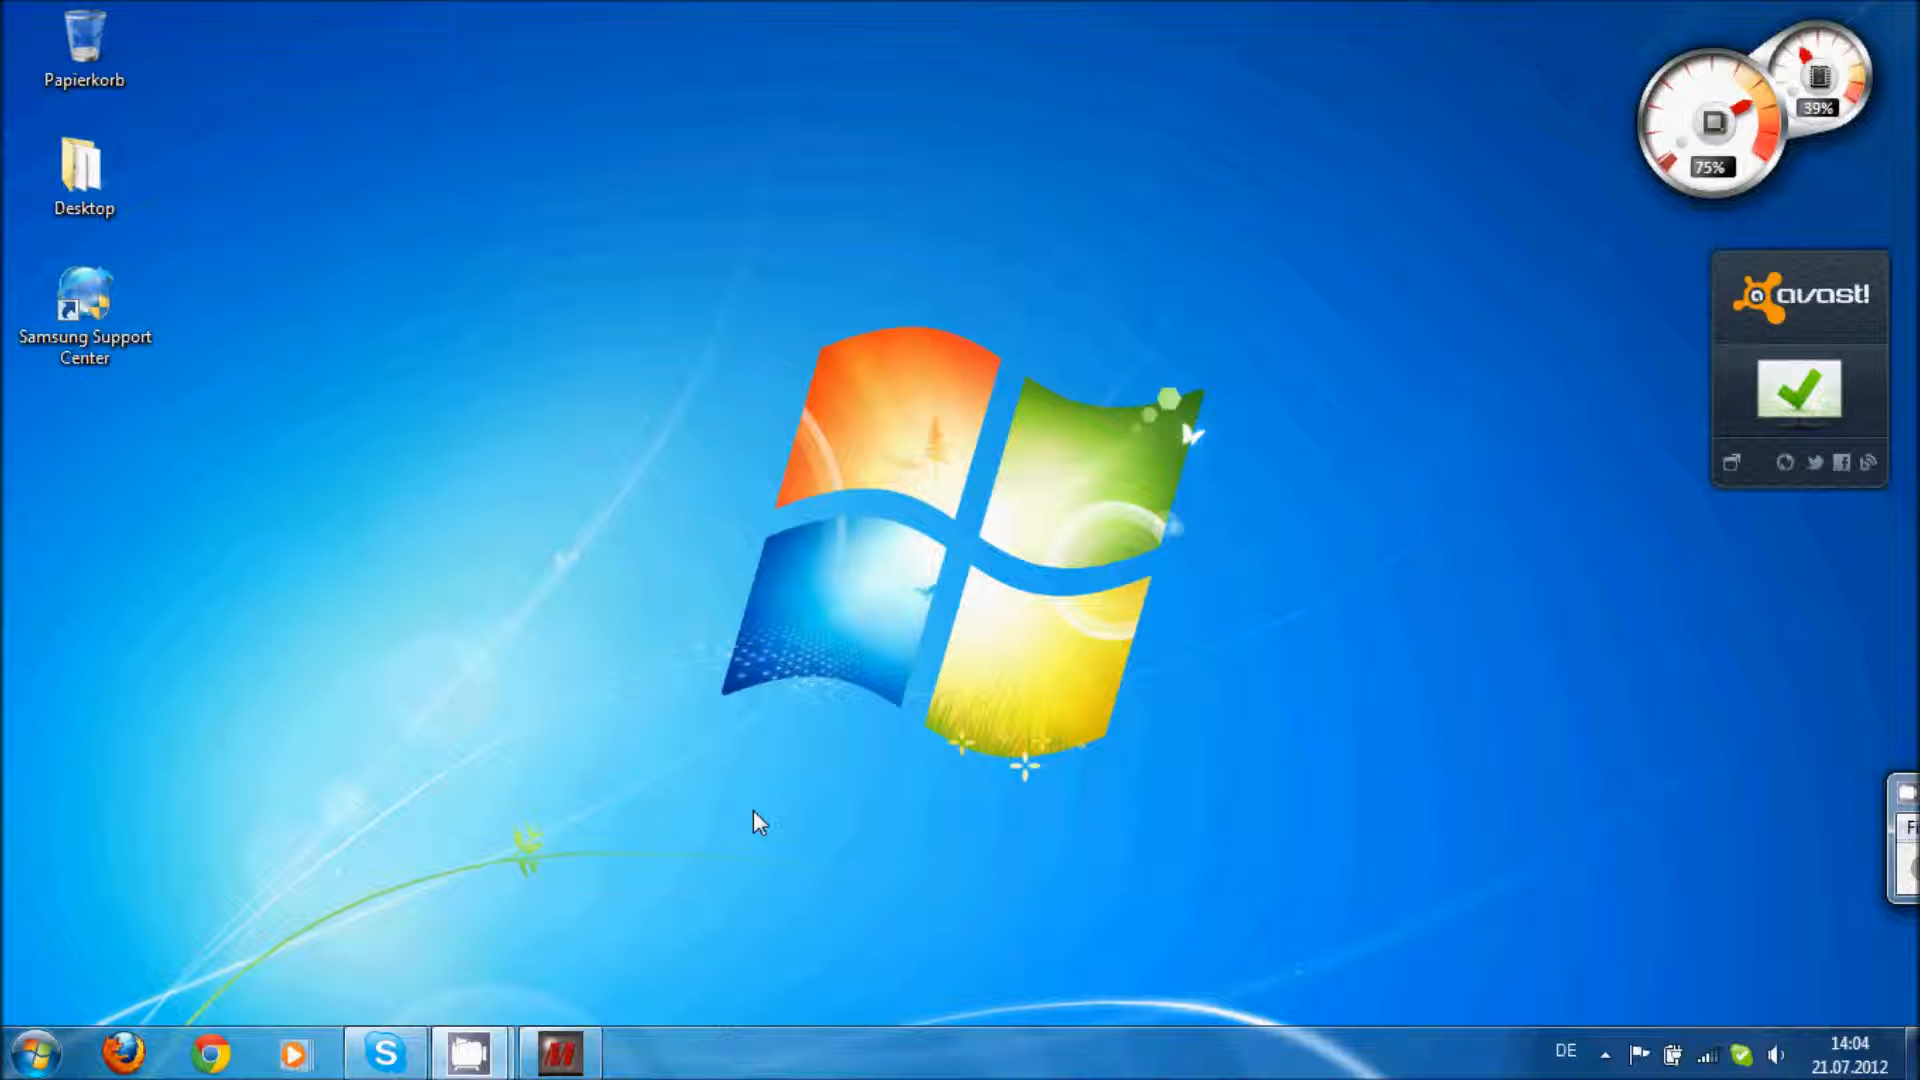 Papierkorb
Desktop
Samsung Support
Center
39%
75%
avast!
DE
14:04
21.07.2012